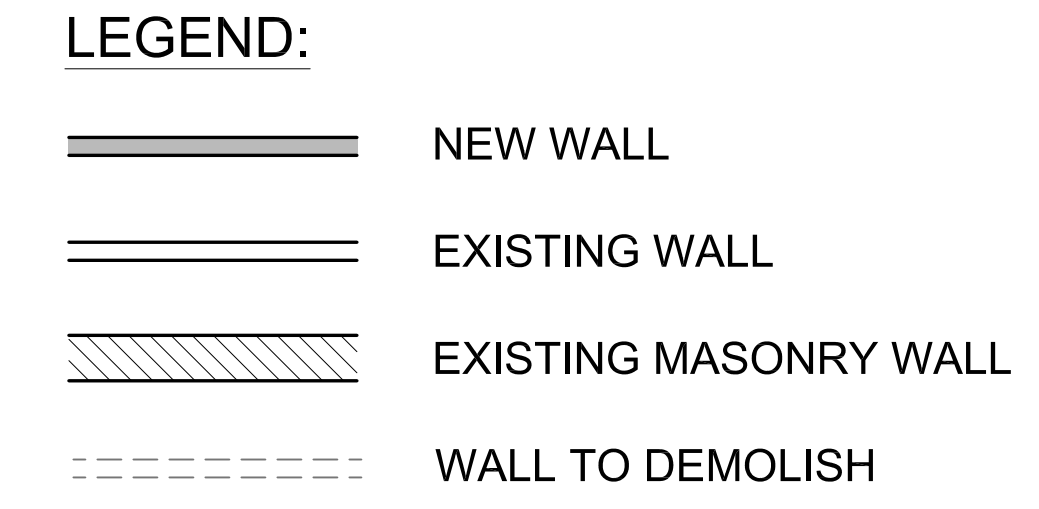 LEGEND:
NEW WALL
EXISTING WALL
EXISTING MASONRY WALL
WALL TO DEMOLISH